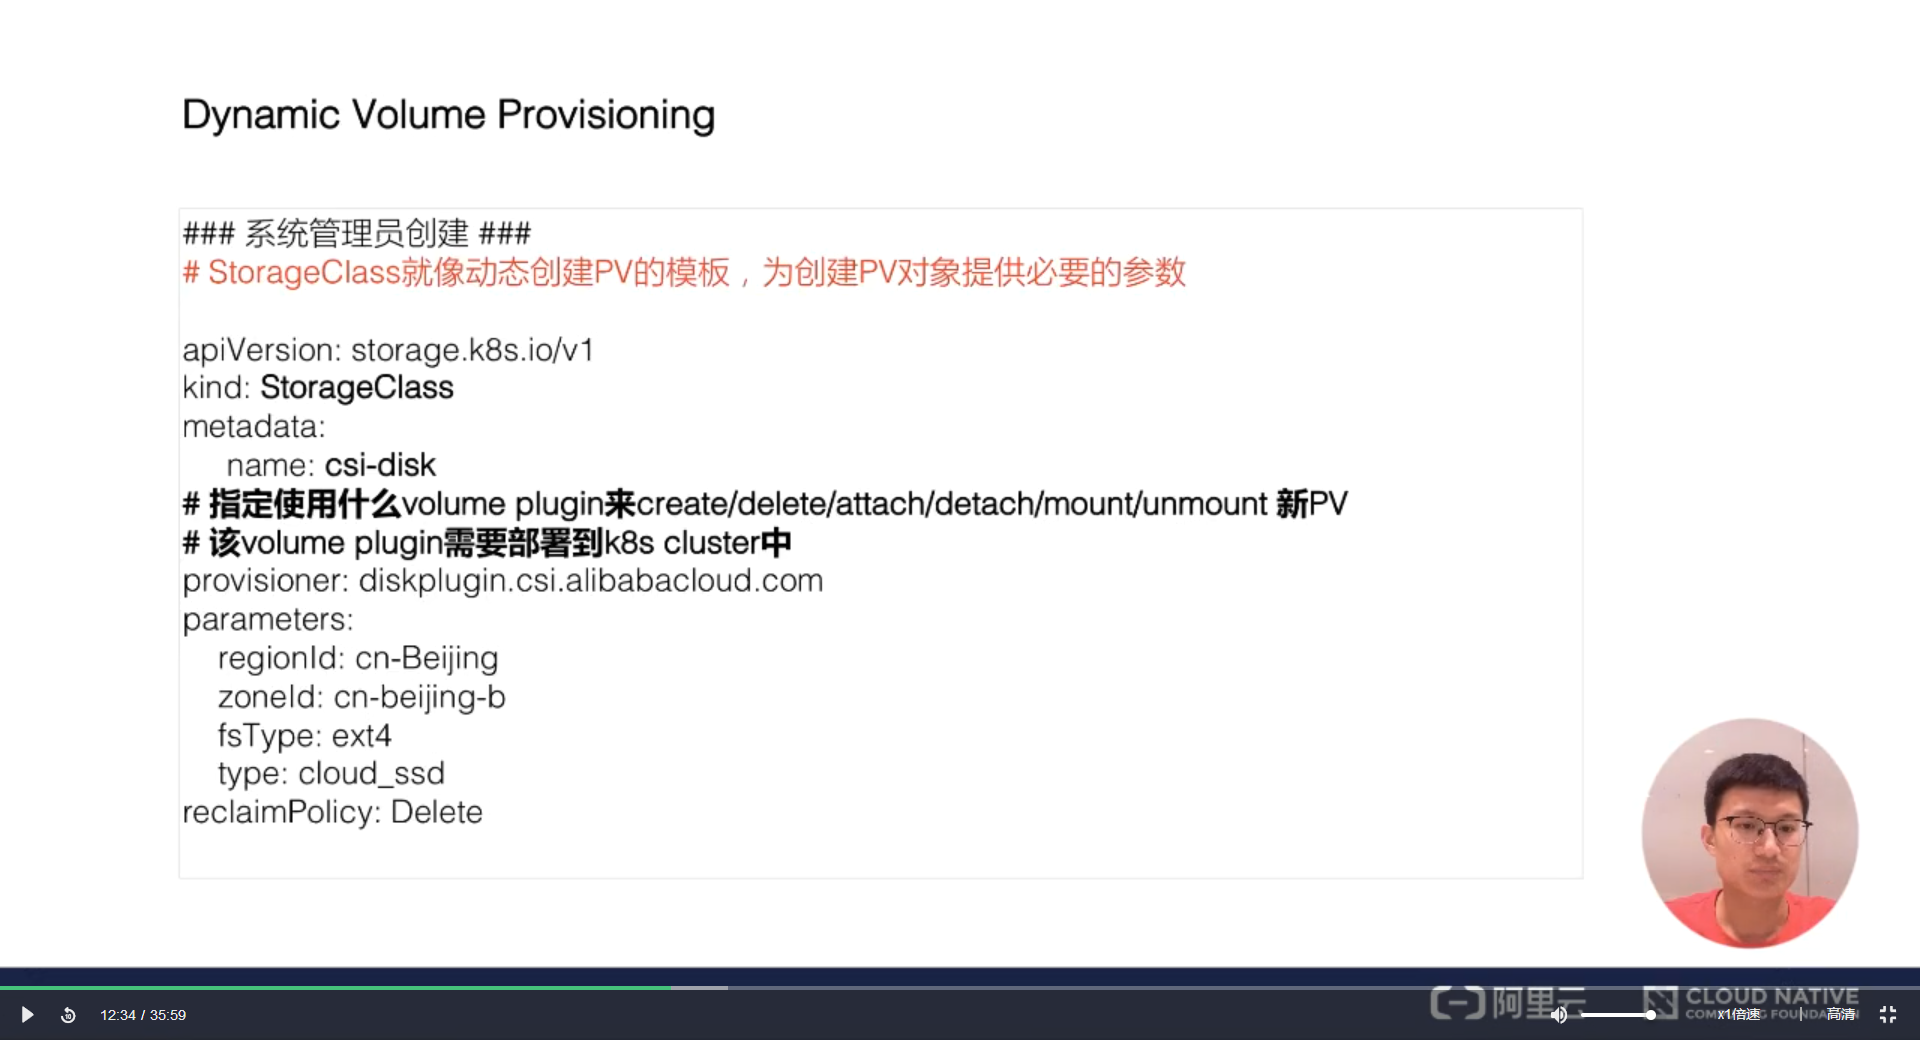 Dynamic Volume Provisioning
### 系统管理员创建 ###
# StorageClass就像动态创建PV的模板，为创建PV对象提供必要的参数
apiVersion: storage.k8s.io/v1
kind: StorageClass
metadata:
name: csi-disk
# 指定使用什么volume plugin来create/delete/attach/detach/mount/unmount 新PV
# 该volume plugin需要部署到k8s cluster中
provisioner: diskplugin.csi.alibabacloud.com
parameters:
regionId: cn-Beijing
zoneId: cn-beijing-b
fsType: ext4
type: cloud_ssd
reclaimPolicy: Delete
10
12:34 / 35:59
阿里云
CLOUD NATIVE
x1倍速
高清